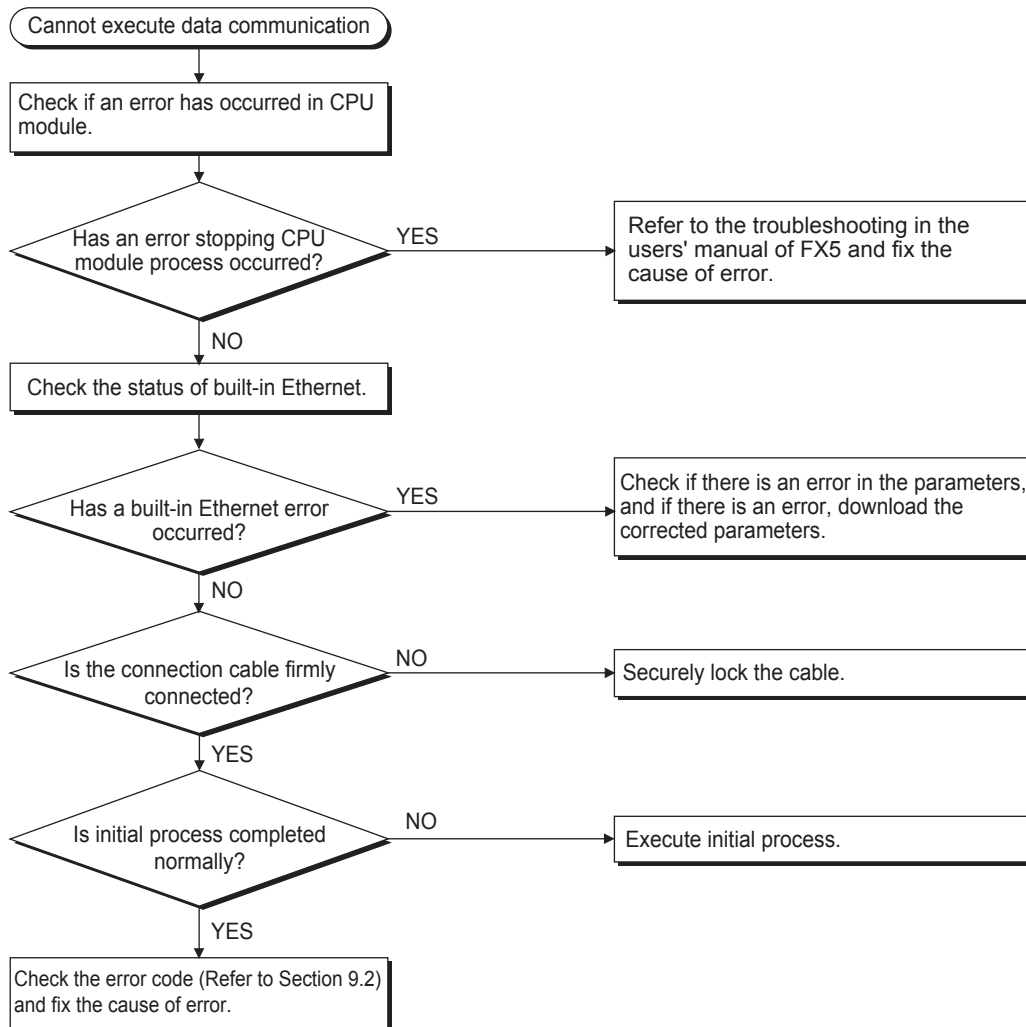 Cannot execute data communication
Check if an error has occurred in CPU
module.
Has an error stopping CPU
module process occurred?
YES
Refer to the troubleshooting in the
users' manual of FX5 and fix the
cause of error.
NO
Check the status of built-in Ethernet.
Has a built-in Ethernet error
occurred?
YES
Check if there is an error in the parameters,
and if there is an error, download the
corrected parameters.
NO
Is the connection cable firmly
connected?
NO
Securely lock the cable.
YES
Is initial process completed
normally?
NO
Execute initial process.
YES
Check the error code (Refer to Section 9.2)
and fix the cause of error.